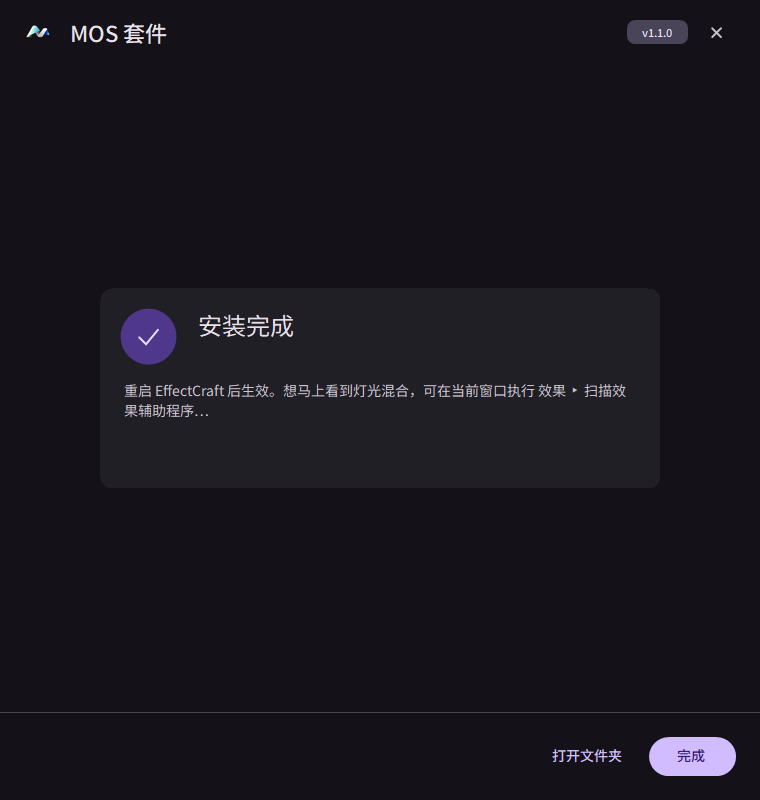 MOS 套件
v1.1.0
安装完成
重启 EffectCraft 后生效。想马上看到灯光混合，可在当前窗口执行 效果 ‣ 扫描效
果辅助程序…
打开文件夹
完成